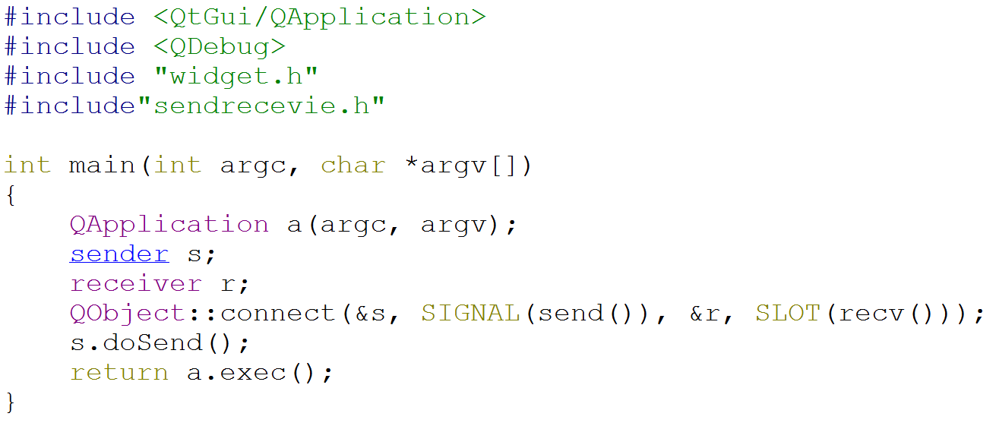 #include <QtGui/QApplication>
#include <QDebug>
#include "widget.h"
#include"sendrecevie.h"

int main(int argc, char *argv[])
{
    QApplication a(argc, argv);
    sender s;
    receiver r;
    QObject::connect(&s, SIGNAL(send()), &r, SLOT(recv()));
    s.doSend();
    return a.exec();
}